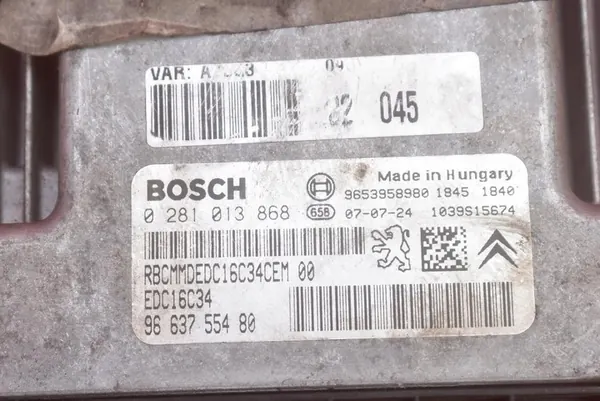 VAR: A
04
045
BOSCH
Made in Hungary
9653958980 1845 1840
0 281 013 868
658
07-07-24 1039S15674
RBCMMDEDC16C34CEM 00
EDC16C34
96 637 554 80